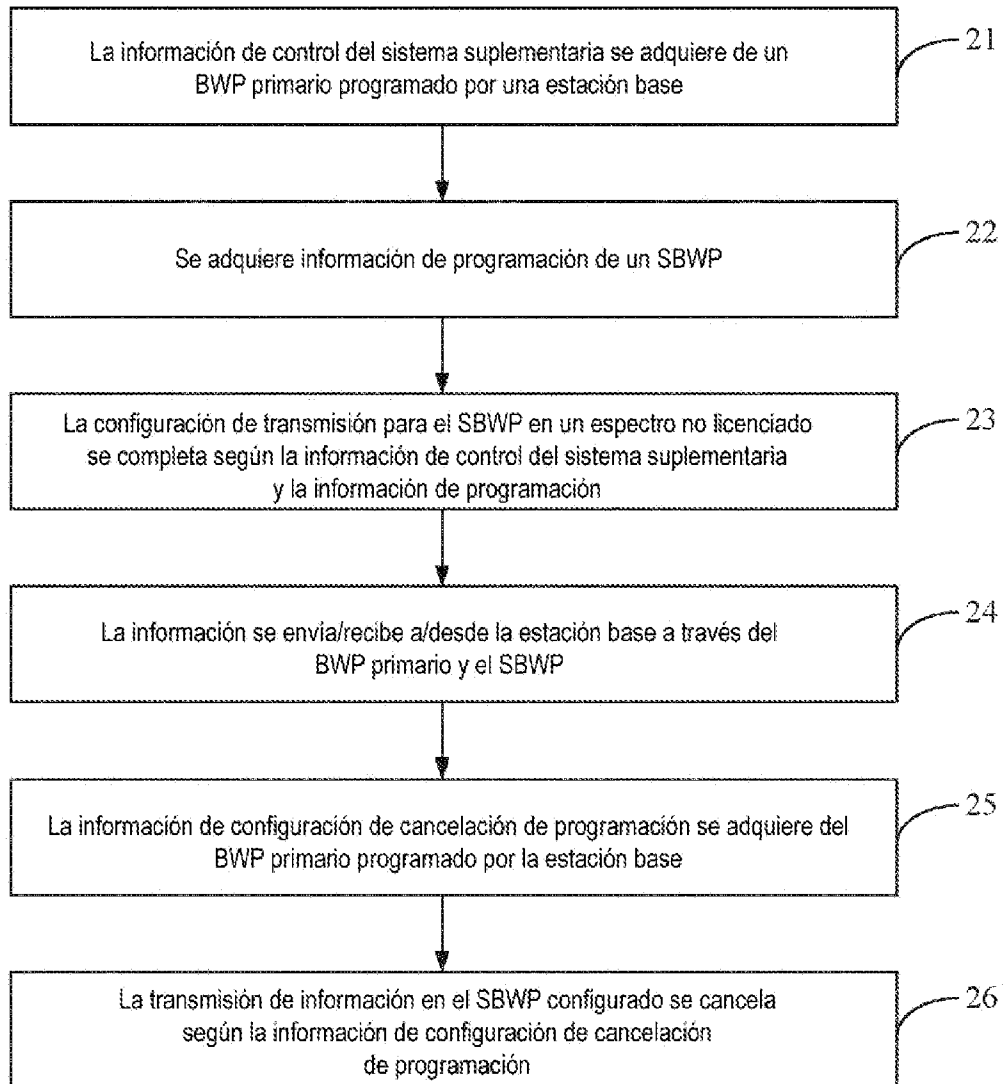 La información de control del sistema suplementaria se adquiere de un
BWP primario programado por una estación base
21
Se adquiere información de programación de un SBWP
22
La configuración de transmisión para el SBWP en un espectro no licenciado
se completa según la información de control del sistema suplementaria
y la información de programación
23
La información se envía/recibe a/desde la estación base a través del
BWP primario y el SBWP
24
La información de configuración de cancelación de programación se adquiere del
BWP primario programado por la estación base
25
La transmisión de información en el SBWP configurado se cancela
según la información de configuración de cancelación
de programación
26